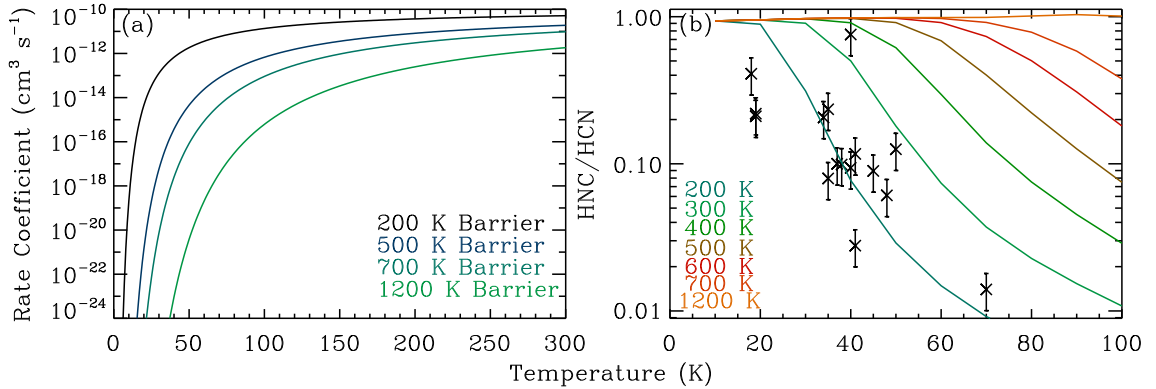 (a)
Rate Coefficient (cm³ s⁻¹)
10⁻¹⁰
10⁻¹²
10⁻¹⁴
10⁻¹⁶
10⁻¹⁸
10⁻²⁰
10⁻²²
10⁻²⁴
200 K Barrier
500 K Barrier
700 K Barrier
1200 K Barrier
0 50 100 150 200 250 300
(b)
HNC/HCN
1.00
0.10
0.01
200 K
300 K
400 K
500 K
600 K
700 K
1200 K
0 20 40 60 80 100
Temperature (K)